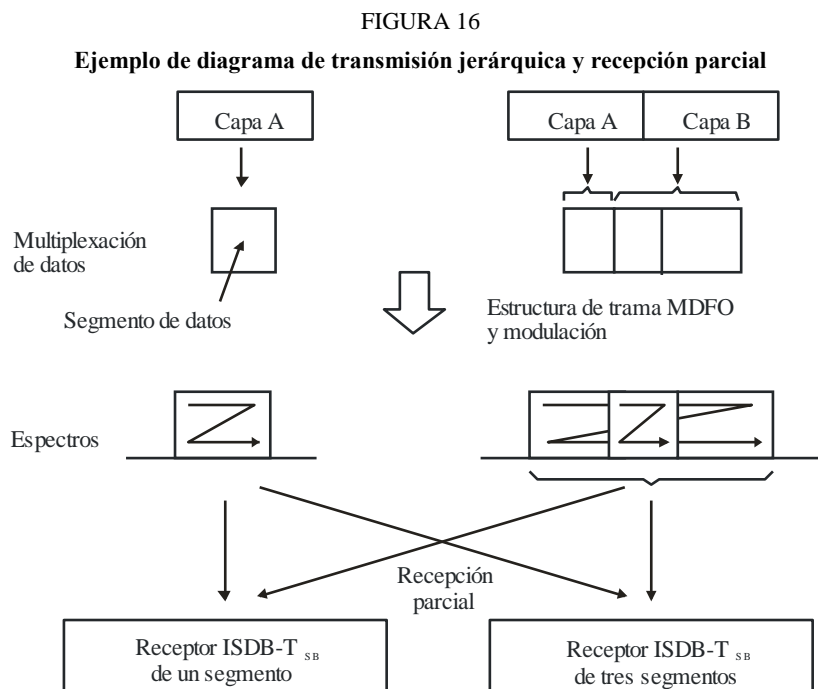 FIGURA 16
Ejemplo de diagrama de transmisión jerárquica y recepción parcial
Capa A
Capa A
Capa B
Multiplexación
de datos
Segmento de datos
Estructura de trama MDFO
y modulación
Espectros
Recepción
parcial
Receptor ISDB-T SB
de un segmento
Receptor ISDB-T SB
de tres segmentos